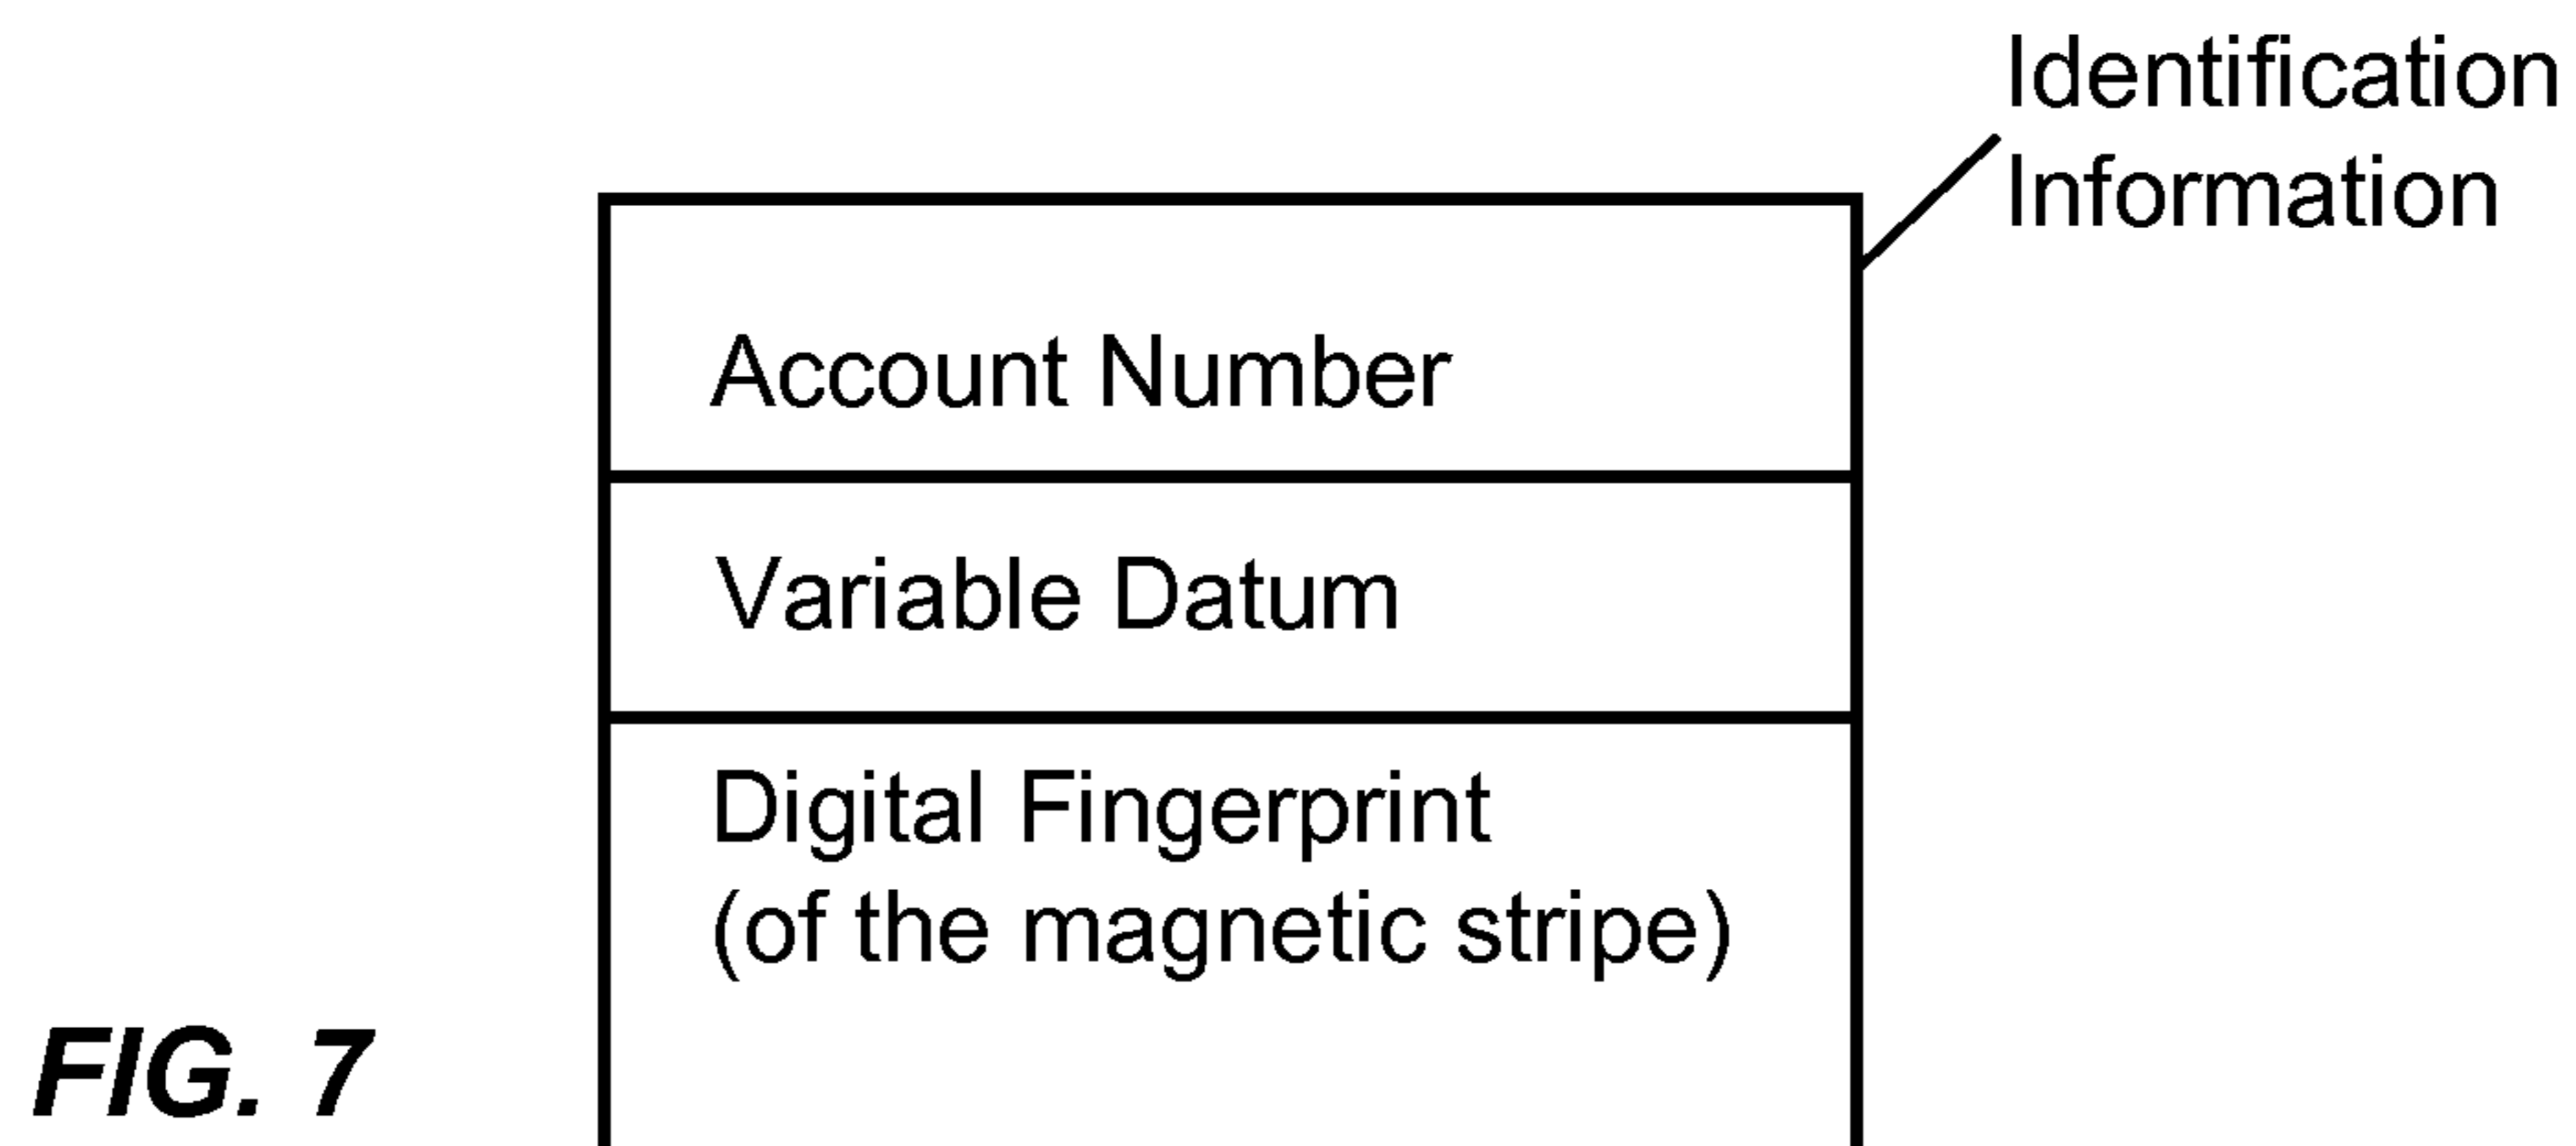 Identification
Information
Account Number
Variable Datum
Digital Fingerprint
(of the magnetic stripe)
FIG. 7